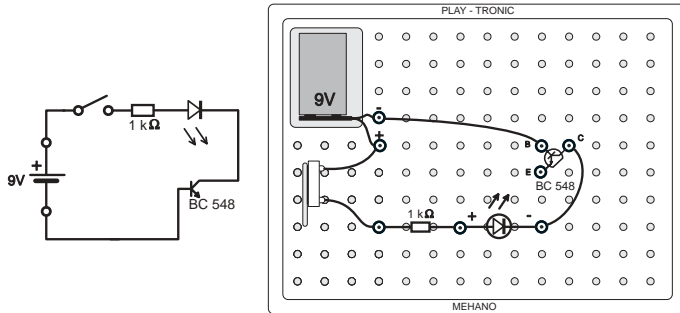 PLAY - TRONIC
9V
-
+
B
C
E
BC 548
1 kΩ
+
-
MEHANO
1 kΩ
+
9V
BC 548